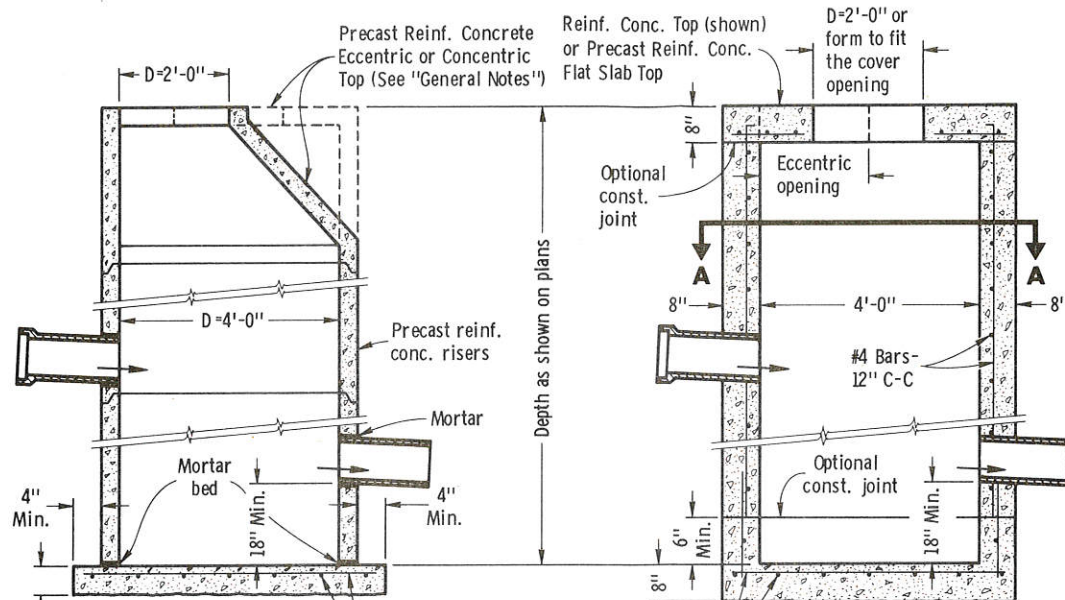 Precast Reinf. Concrete
Eccentric or Concentric
Top (See "General Notes")
D=2'-0"
Reinf. Conc. Top (shown)
or Precast Reinf. Conc.
Flat Slab Top
D=2'-0" or
form to fit
the cover
opening
8"
Optional
const.
joint
Eccentric
opening
A
A
8"
4'-0"
8"
D=4'-0"
Precast reinf.
conc. risers
Depth as shown on plans
#4 Bars-
12" C-C
Mortar
Mortar
bed
18" Min.
4"
Min.
4"
Min.
Optional
const. joint
6"
Min.
18" Min.
8"